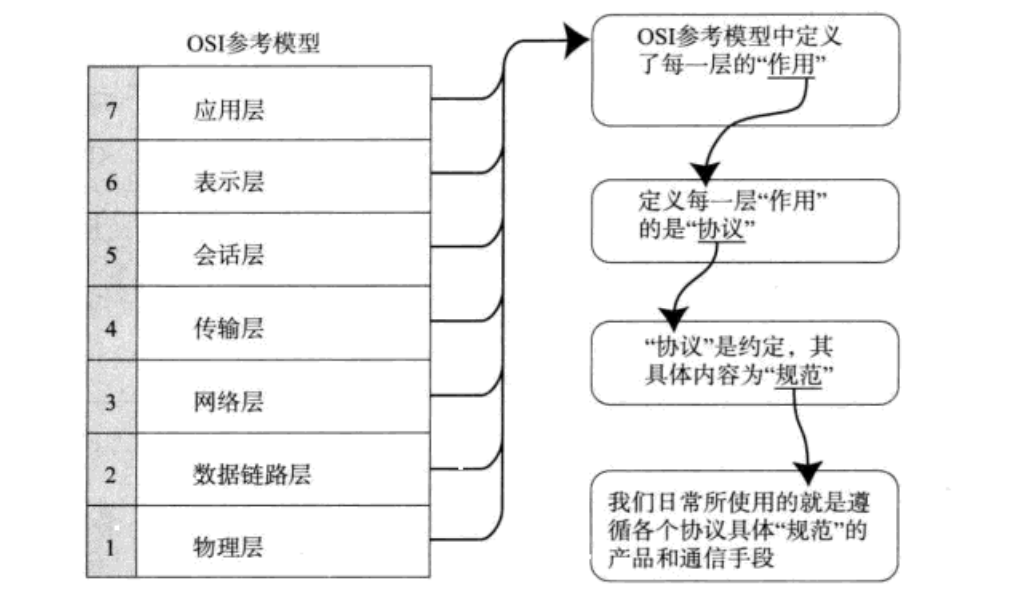 OSI参考模型
7 应用层
6 表示层
5 会话层
4 传输层
3 网络层
2 数据链路层
1 物理层
OSI参考模型中定义
了每一层的“作用”
定义每一层“作用”
的是“协议”
“协议”是约定，其
具体内容为“规范”
我们日常所使用的就是遵
循各个协议具体“规范”的
产品和通信手段